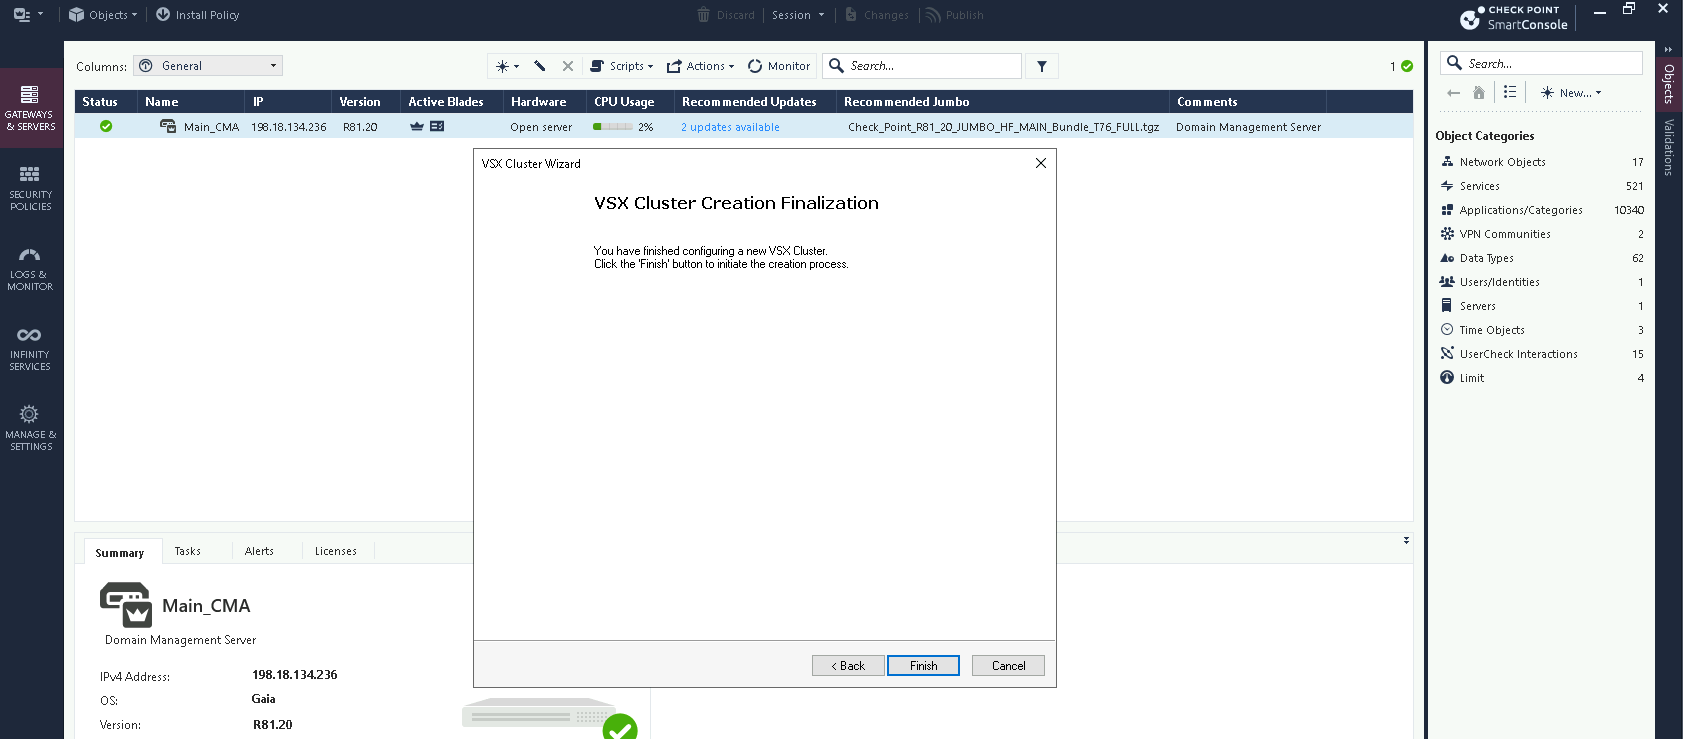 Objects
Install Policy
Discard
Session
Changes
Publish
CHECK POINT
SmartConsole
GATEWAYS
& SERVERS
SECURITY
POLICIES
LOGS &
MONITOR
INFINITY
SERVICES
MANAGE &
SETTINGS
Columns:
General
Scripts
Actions
Monitor
Search...
1
Status
Name
IP
Version
Active Blades
Hardware
CPU Usage
Recommended Updates
Recommended Jumbo
Comments
Main_CMA
198.18.134.236
R81.20
Open server
2%
2 updates available
Check_Point_R81_20_JUMBO_HF_MAIN_Bundle_T76_FULL.tgz
Domain Management Server
VSX Cluster Wizard
VSX Cluster Creation Finalization
You have finished configuring a new VSX Cluster.
Click the 'Finish' button to initiate the creation process.
< Back
Finish
Cancel
Summary
Tasks
Alerts
Licenses
Main_CMA
Domain Management Server
IPv4 Address:
198.18.134.236
OS:
Gaia
Version:
R81.20
Search...
New...
Object Categories
Network Objects 17
Services 521
Applications/Categories 10340
VPN Communities 2
Data Types 62
Users/Identities 1
Servers 1
Time Objects 3
UserCheck Interactions 15
Limit 4
Objects
Validations